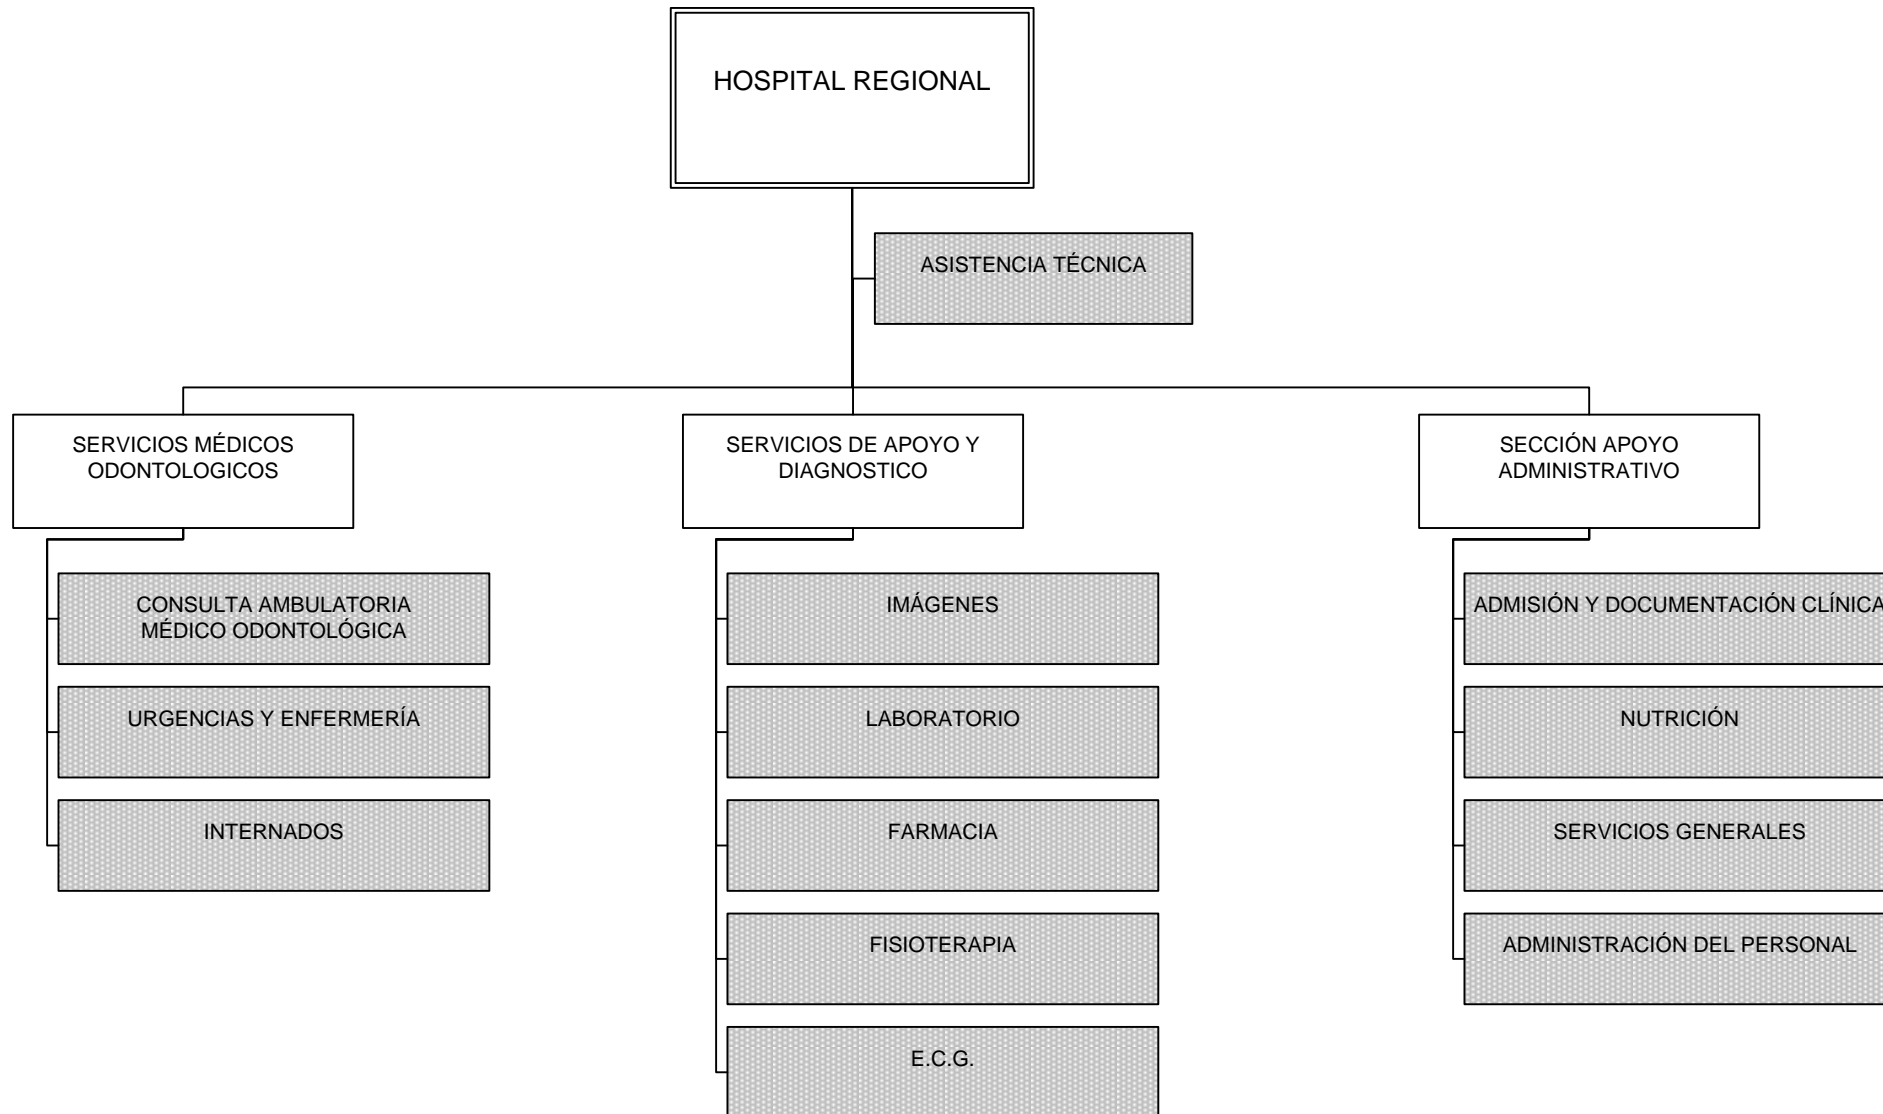 HOSPITAL REGIONAL
ASISTENCIA TÉCNICA
SERVICIOS MÉDICOS
ODONTOLOGICOS
CONSULTA AMBULATORIA
MÉDICO ODONTOLÓGICA
URGENCIAS Y ENFERMERÍA
INTERNADOS
SERVICIOS DE APOYO Y
DIAGNOSTICO
IMÁGENES
LABORATORIO
FARMACIA
FISIOTERAPIA
E.C.G.
SECCIÓN APOYO
ADMINISTRATIVO
ADMISIÓN Y DOCUMENTACIÓN CLÍNICA
NUTRICIÓN
SERVICIOS GENERALES
ADMINISTRACIÓN DEL PERSONAL